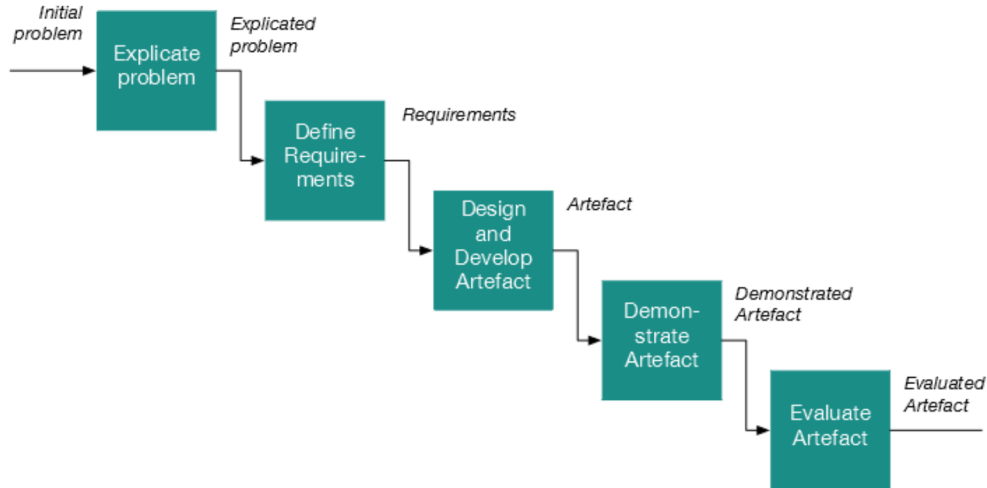 Initial
problem
Explicate
problem
Explicated
problem
Define
Require-
ments
Requirements
Design
and
Develop
Artefact
Artefact
Demon-
strate
Artefact
Demonstrated
Artefact
Evaluate
Artefact
Evaluated
Artefact